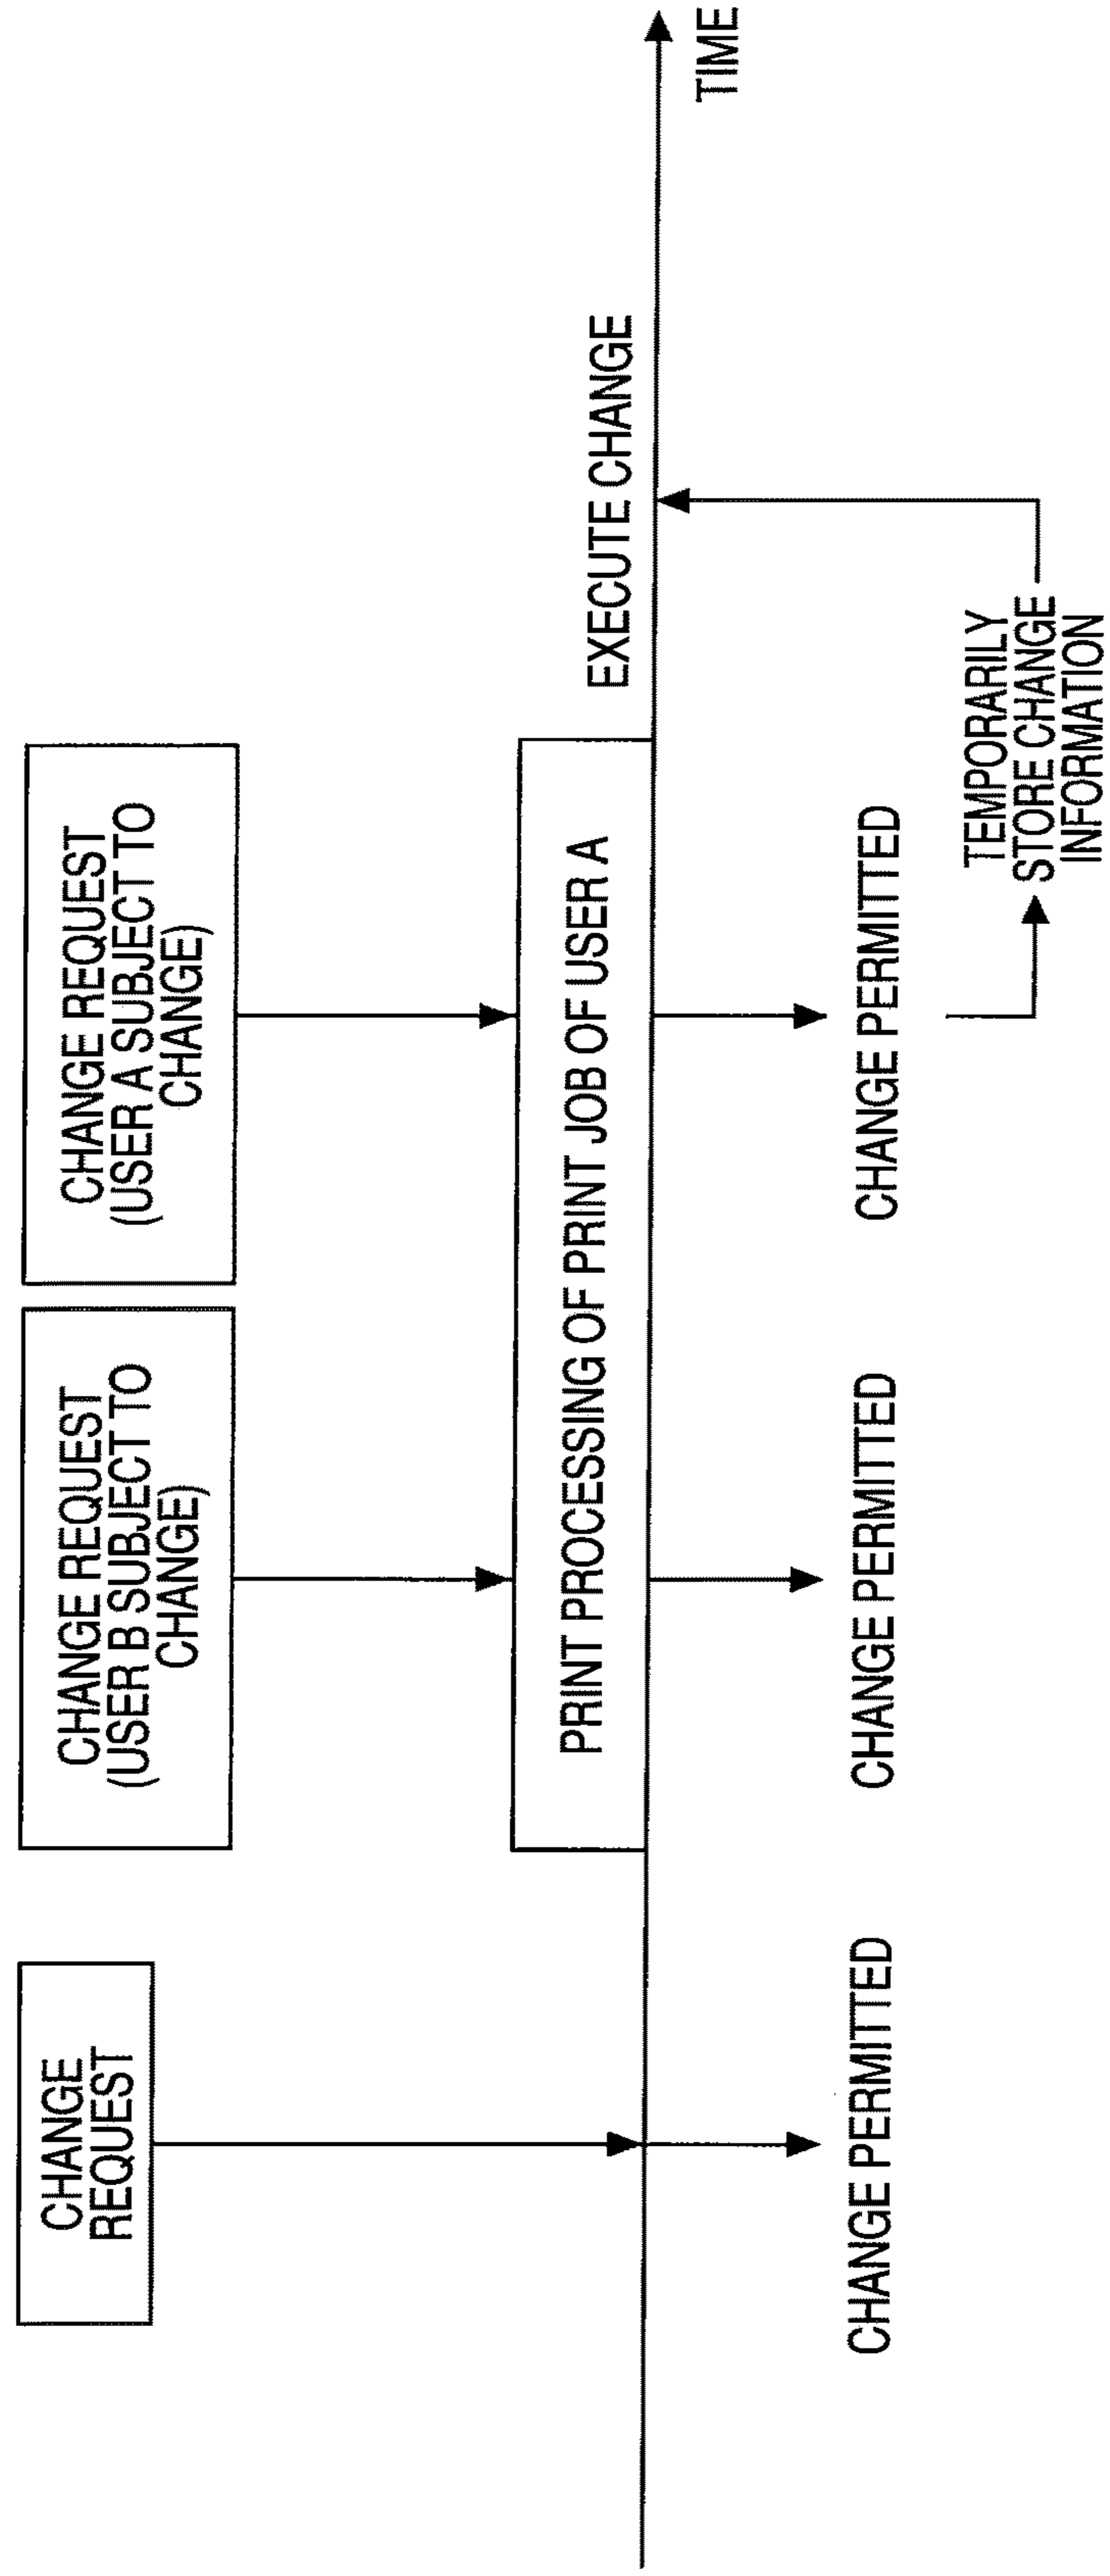 CHANGE
REQUEST
CHANGE REQUEST
(USER B SUBJECT TO
CHANGE)
CHANGE REQUEST
(USER A SUBJECT TO
CHANGE)
PRINT PROCESSING OF PRINT JOB OF USER A
EXECUTE CHANGE
TIME
CHANGE PERMITTED
CHANGE PERMITTED
CHANGE PERMITTED
TEMPORARILY
STORE CHANGE
INFORMATION